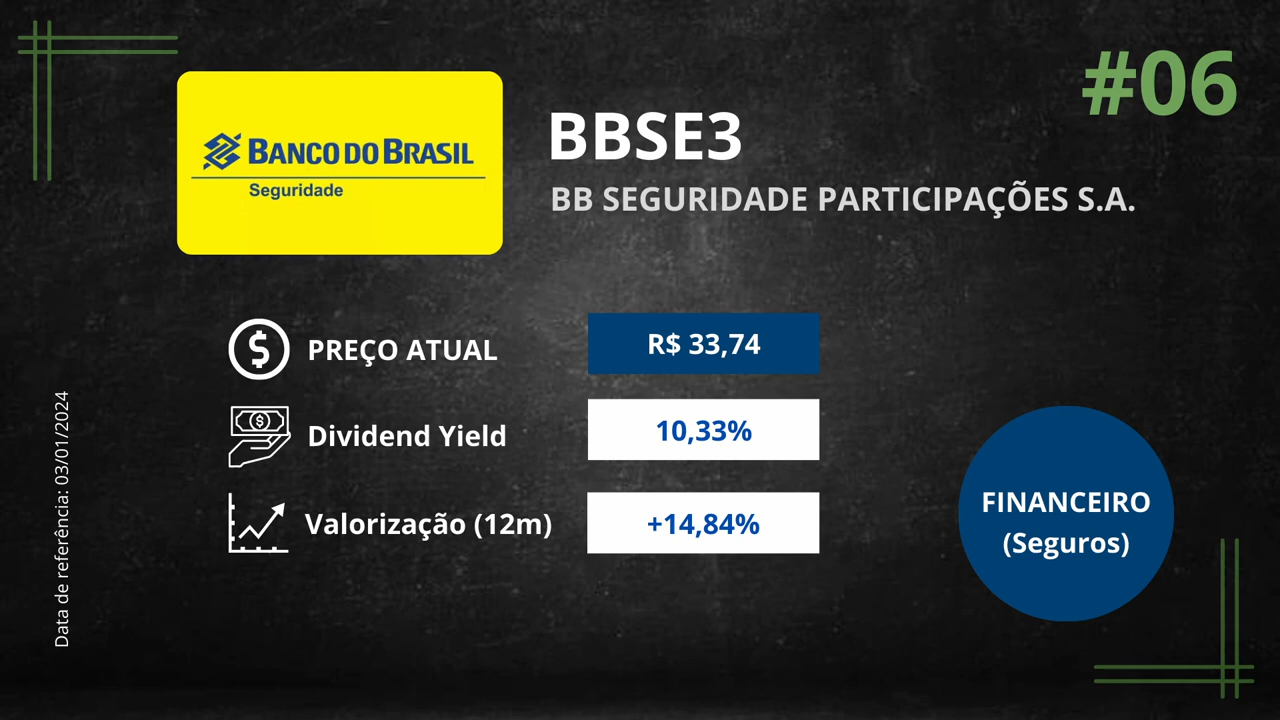 #06
BANCO DO BRASIL
Seguridade
BBSE3
BB SEGURIDADE PARTICIPAÇÕES S.A.
PREÇO ATUAL
R$ 33,74
Dividend Yield
10,33%
Valorização (12m)
+14,84%
FINANCEIRO
(Seguros)
Data de referência: 03/01/2024